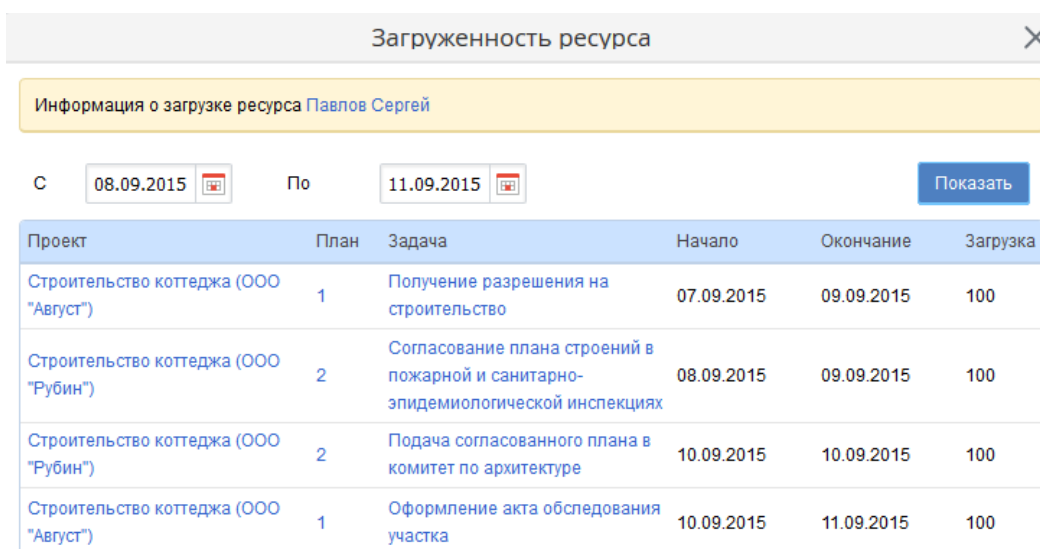 Загруженность ресурса
Информация о загрузке ресурса Павлов Сергей
С 08.09.2015 По 11.09.2015 Показать
Проект План Задача Начало Окончание Загрузка
Строительство коттеджа (ООО "Август") 1 Получение разрешения на строительство 07.09.2015 09.09.2015 100
Строительство коттеджа (ООО "Рубин") 2 Согласование плана строений в пожарной и санитарно-эпидемиологической инспекциях 08.09.2015 09.09.2015 100
Строительство коттеджа (ООО "Рубин") 2 Подача согласованного плана в комитет по архитектуре 10.09.2015 10.09.2015 100
Строительство коттеджа (ООО "Август") 1 Оформление акта обследования участка 10.09.2015 11.09.2015 100